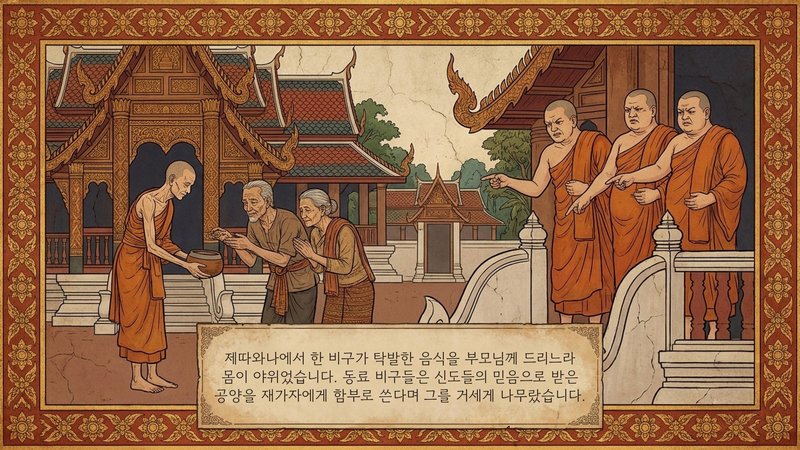 제따와나에서 한 비구가 탁발한 음식을 부모님께 드리느라
몸이 야위었습니다. 동료 비구들은 신도들의 믿음으로 받은
공양을 재가자에게 함부로 쓴다며 그를 거세게 나무랐습니다.